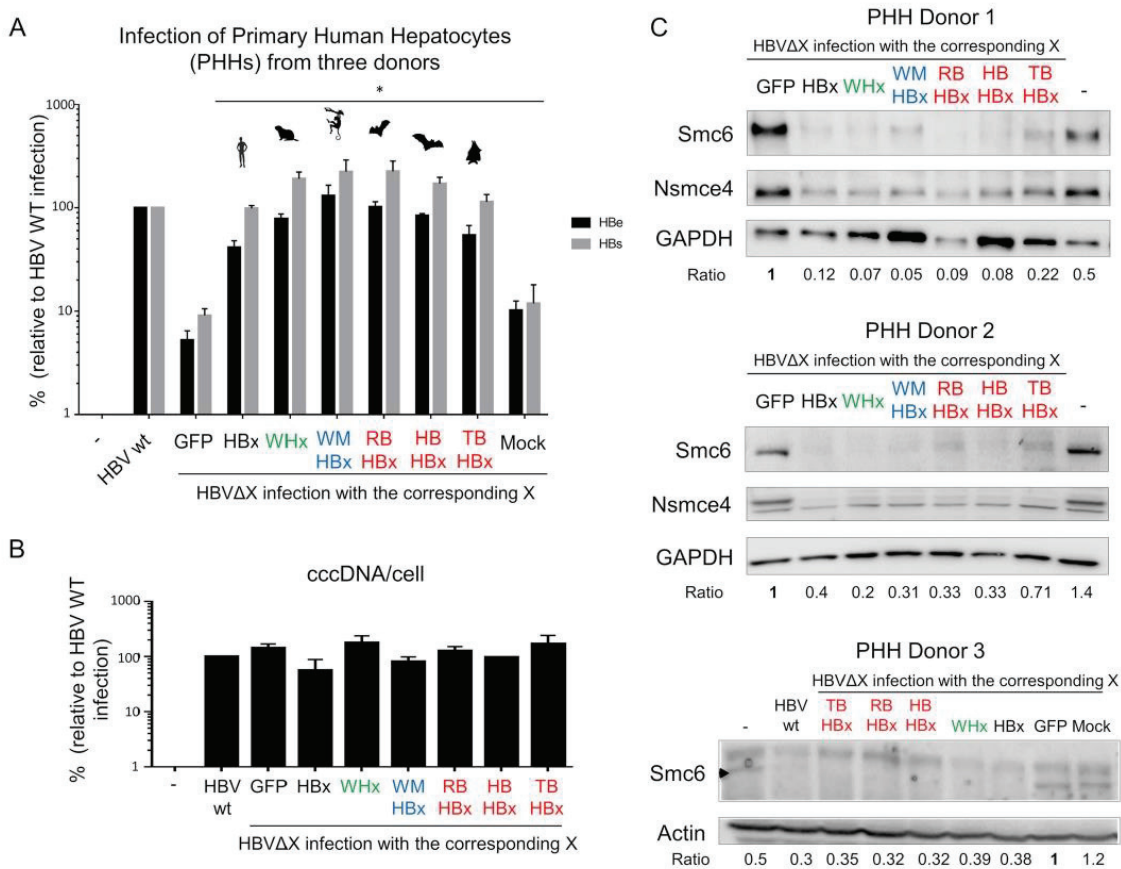 A
Infection of Primary Human Hepatocytes
(PHHs) from three donors
*
% (relative to HBV WT infection)
1000
100
10
1
HBe
HBs
- HBV wt GFP HBx WHx WM HBx RB HBx HB HBx TB HBx Mock
HBVΔX infection with the corresponding X
B
cccDNA/cell
% (relative to HBV WT
infection)
1000
100
10
1
- HBV wt GFP HBx WHx WM HBx RB HBx HB HBx TB HBx
HBVΔX infection with the corresponding X
C
PHH Donor 1
HBVΔX infection with the corresponding X
WM RB HB TB
GFP HBx WHx HBx HBx HBx HBx -
Smc6
Nsmce4
GAPDH
Ratio 1 0.12 0.07 0.05 0.09 0.08 0.22 0.5
PHH Donor 2
HBVΔX infection with the corresponding X
WM RB HB TB
GFP HBx WHx HBx HBx HBx HBx -
Smc6
Nsmce4
GAPDH
Ratio 1 0.4 0.2 0.31 0.33 0.33 0.71 1.4
PHH Donor 3
HBVΔX infection with the corresponding X
HBV TB RB HB
- wt HBx HBx HBx WHx HBx GFP Mock
Smc6
Actin
Ratio 0.5 0.3 0.35 0.32 0.32 0.39 0.38 1 1.2